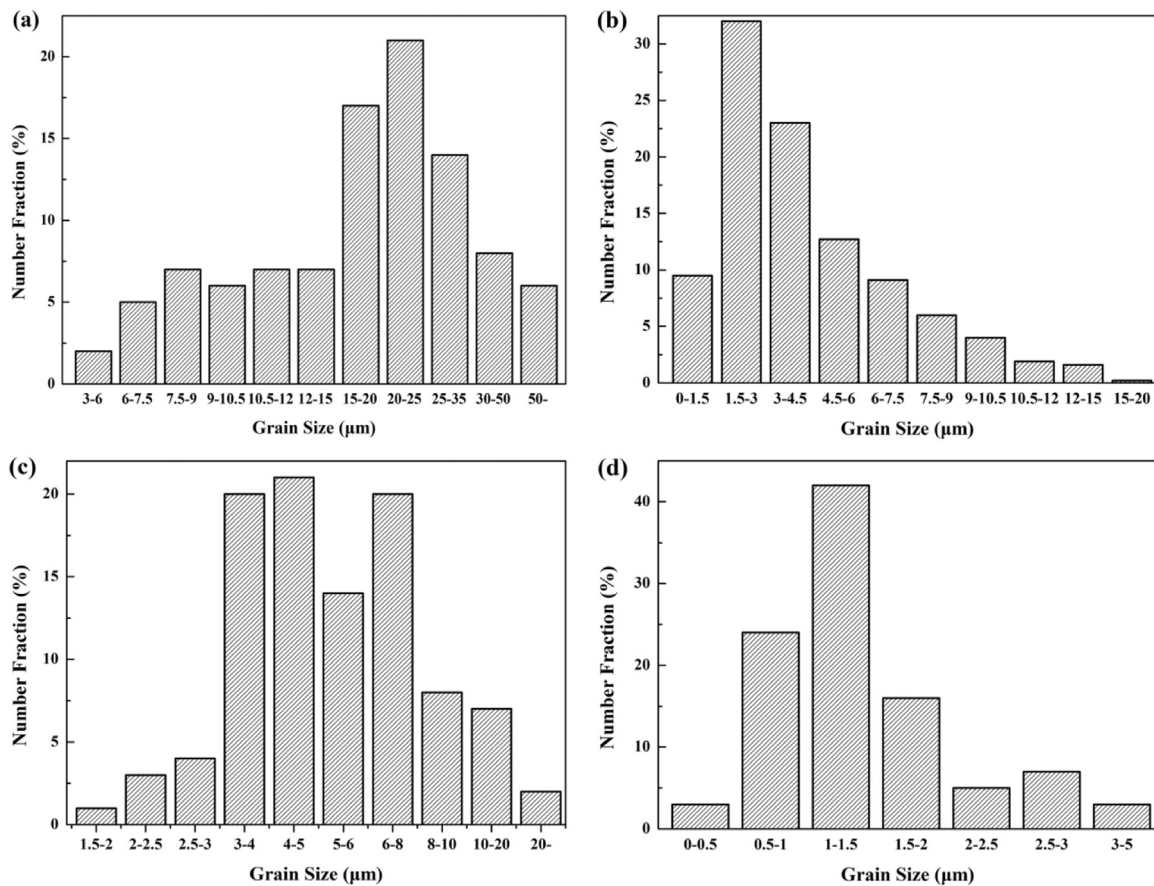 (a)
Number Fraction (%)
20
15
10
5
0
3-6 6-7.5 7.5-9 9-10.5 10.5-12 12-15 15-20 20-25 25-35 30-50 50-
Grain Size (μm)
(b)
Number Fraction (%)
30
25
20
15
10
5
0
0-1.5 1.5-3 3-4.5 4.5-6 6-7.5 7.5-9 9-10.5 10.5-12 12-15 15-20
Grain Size (μm)
(c)
Number Fraction (%)
20
15
10
5
0
1.5-2 2-2.5 2.5-3 3-4 4-5 5-6 6-8 8-10 10-20 20-
Grain Size (μm)
(d)
Number Fraction (%)
40
30
20
10
0
0-0.5 0.5-1 1-1.5 1.5-2 2-2.5 2.5-3 3-5
Grain Size (μm)